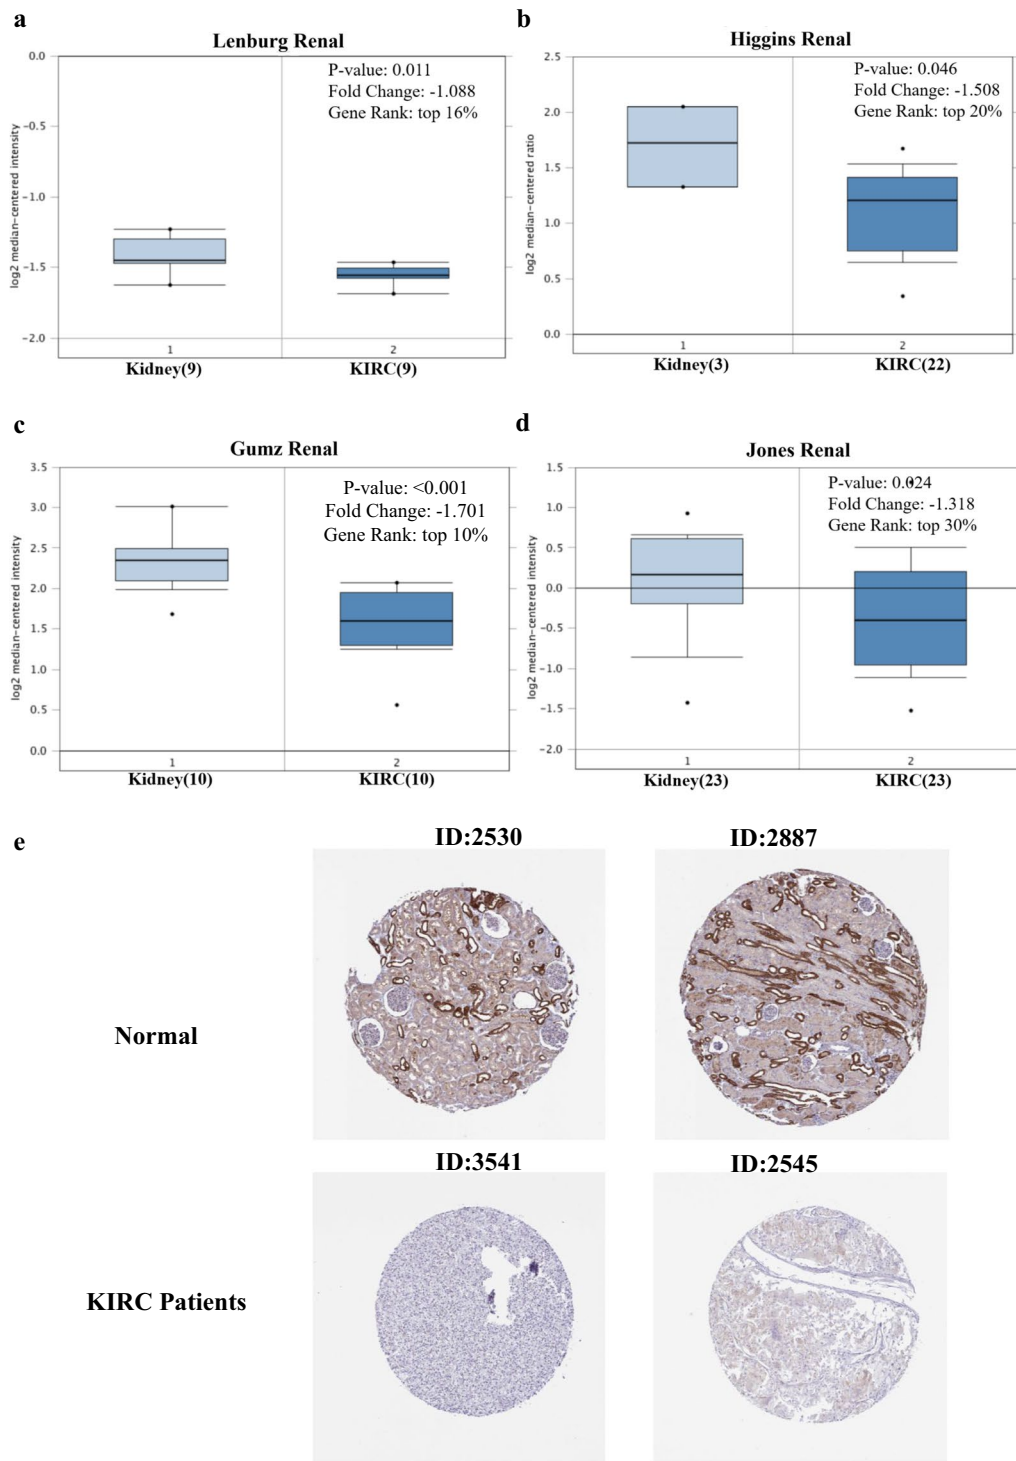 a
Lenburg Renal
P-value: 0.011
Fold Change: -1.088
Gene Rank: top 16%
log2 median-centered intensity
0.0
-0.5
-1.0
-1.5
-2.0
1
2
Kidney(9)
KIRC(9)
b
Higgins Renal
P-value: 0.046
Fold Change: -1.508
Gene Rank: top 20%
log2 median-centered ratio
2.5
2.0
1.5
1.0
0.5
0.0
1
2
Kidney(3)
KIRC(22)
c
Gumz Renal
P-value: <0.001
Fold Change: -1.701
Gene Rank: top 10%
log2 median-centered intensity
3.5
3.0
2.5
2.0
1.5
1.0
0.5
0.0
1
2
Kidney(10)
KIRC(10)
d
Jones Renal
P-value: 0.024
Fold Change: -1.318
Gene Rank: top 30%
log2 median-centered intensity
1.5
1.0
0.5
0.0
-0.5
-1.0
-1.5
-2.0
1
2
Kidney(23)
KIRC(23)
e
ID:2530
ID:2887
Normal
ID:3541
ID:2545
KIRC Patients